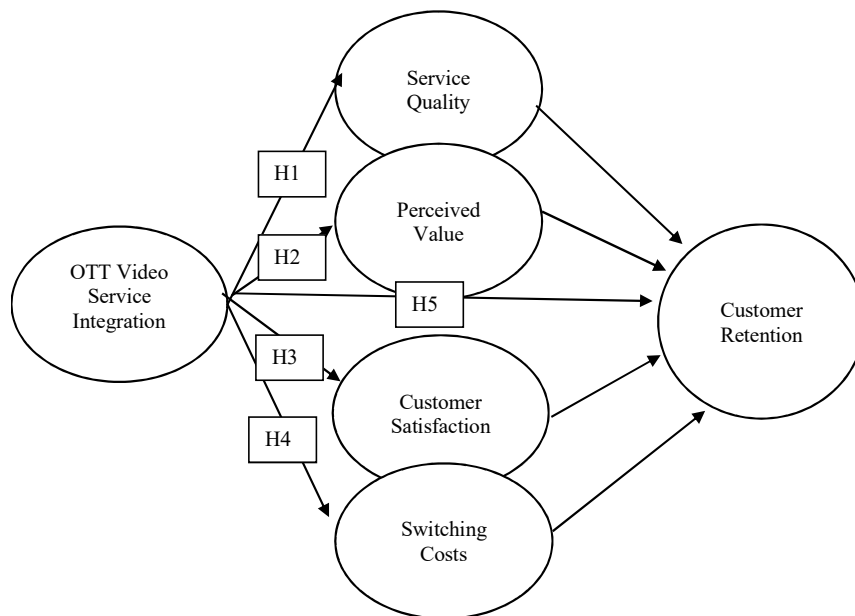 Service
Quality
H1
Perceived
Value
H2
OTT Video
Service
Integration
H5
Customer
Retention
H3
Customer
Satisfaction
H4
Switching
Costs